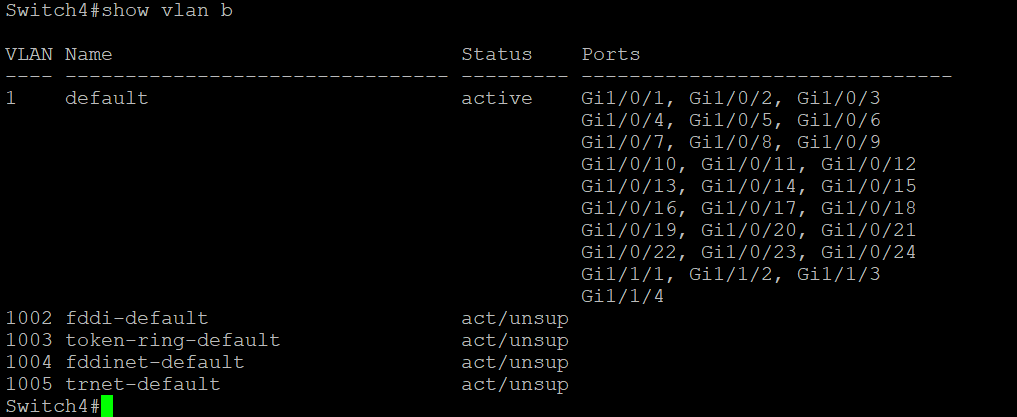 Switch4#show vlan b
VLAN Name                             Status    Ports
---- -------------------------------- --------- -------------------------------
1    default                          active    Gi1/0/1, Gi1/0/2, Gi1/0/3
                                                Gi1/0/4, Gi1/0/5, Gi1/0/6
                                                Gi1/0/7, Gi1/0/8, Gi1/0/9
                                                Gi1/0/10, Gi1/0/11, Gi1/0/12
                                                Gi1/0/13, Gi1/0/14, Gi1/0/15
                                                Gi1/0/16, Gi1/0/17, Gi1/0/18
                                                Gi1/0/19, Gi1/0/20, Gi1/0/21
                                                Gi1/0/22, Gi1/0/23, Gi1/0/24
                                                Gi1/1/1, Gi1/1/2, Gi1/1/3
                                                Gi1/1/4
1002 fddi-default                     act/unsup
1003 token-ring-default               act/unsup
1004 fddinet-default                  act/unsup
1005 trnet-default                    act/unsup
Switch4#